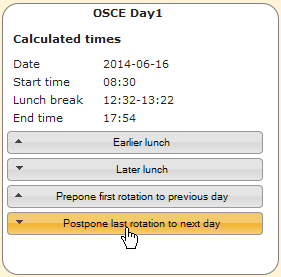 OSCE Day1
Calculated times
Date 2014-06-16
Start time 08:30
Lunch break 12:32-13:22
End time 17:54
Earlier lunch
Later lunch
Prepone first rotation to previous day
Postpone last rotation to next day